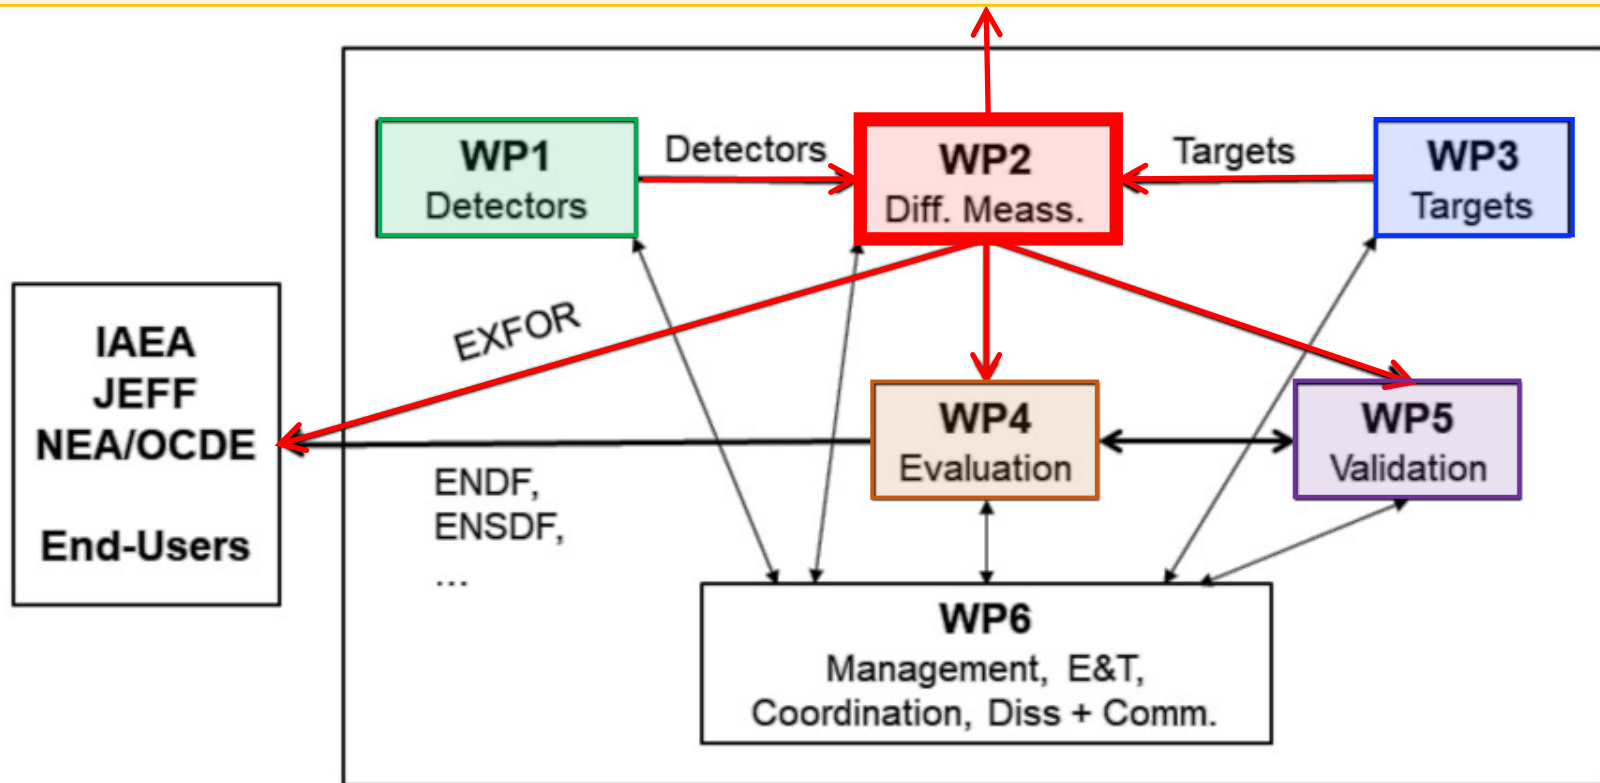 WP1
Detectors
Detectors
WP2
Diff. Meass.
Targets
WP3
Targets
EXFOR
IAEA
JEFF
NEA/OCDE
End-Users
WP4
Evaluation
WP5
Validation
ENDF,
ENSDF,
...
WP6
Management, E&T,
Coordination, Diss + Comm.